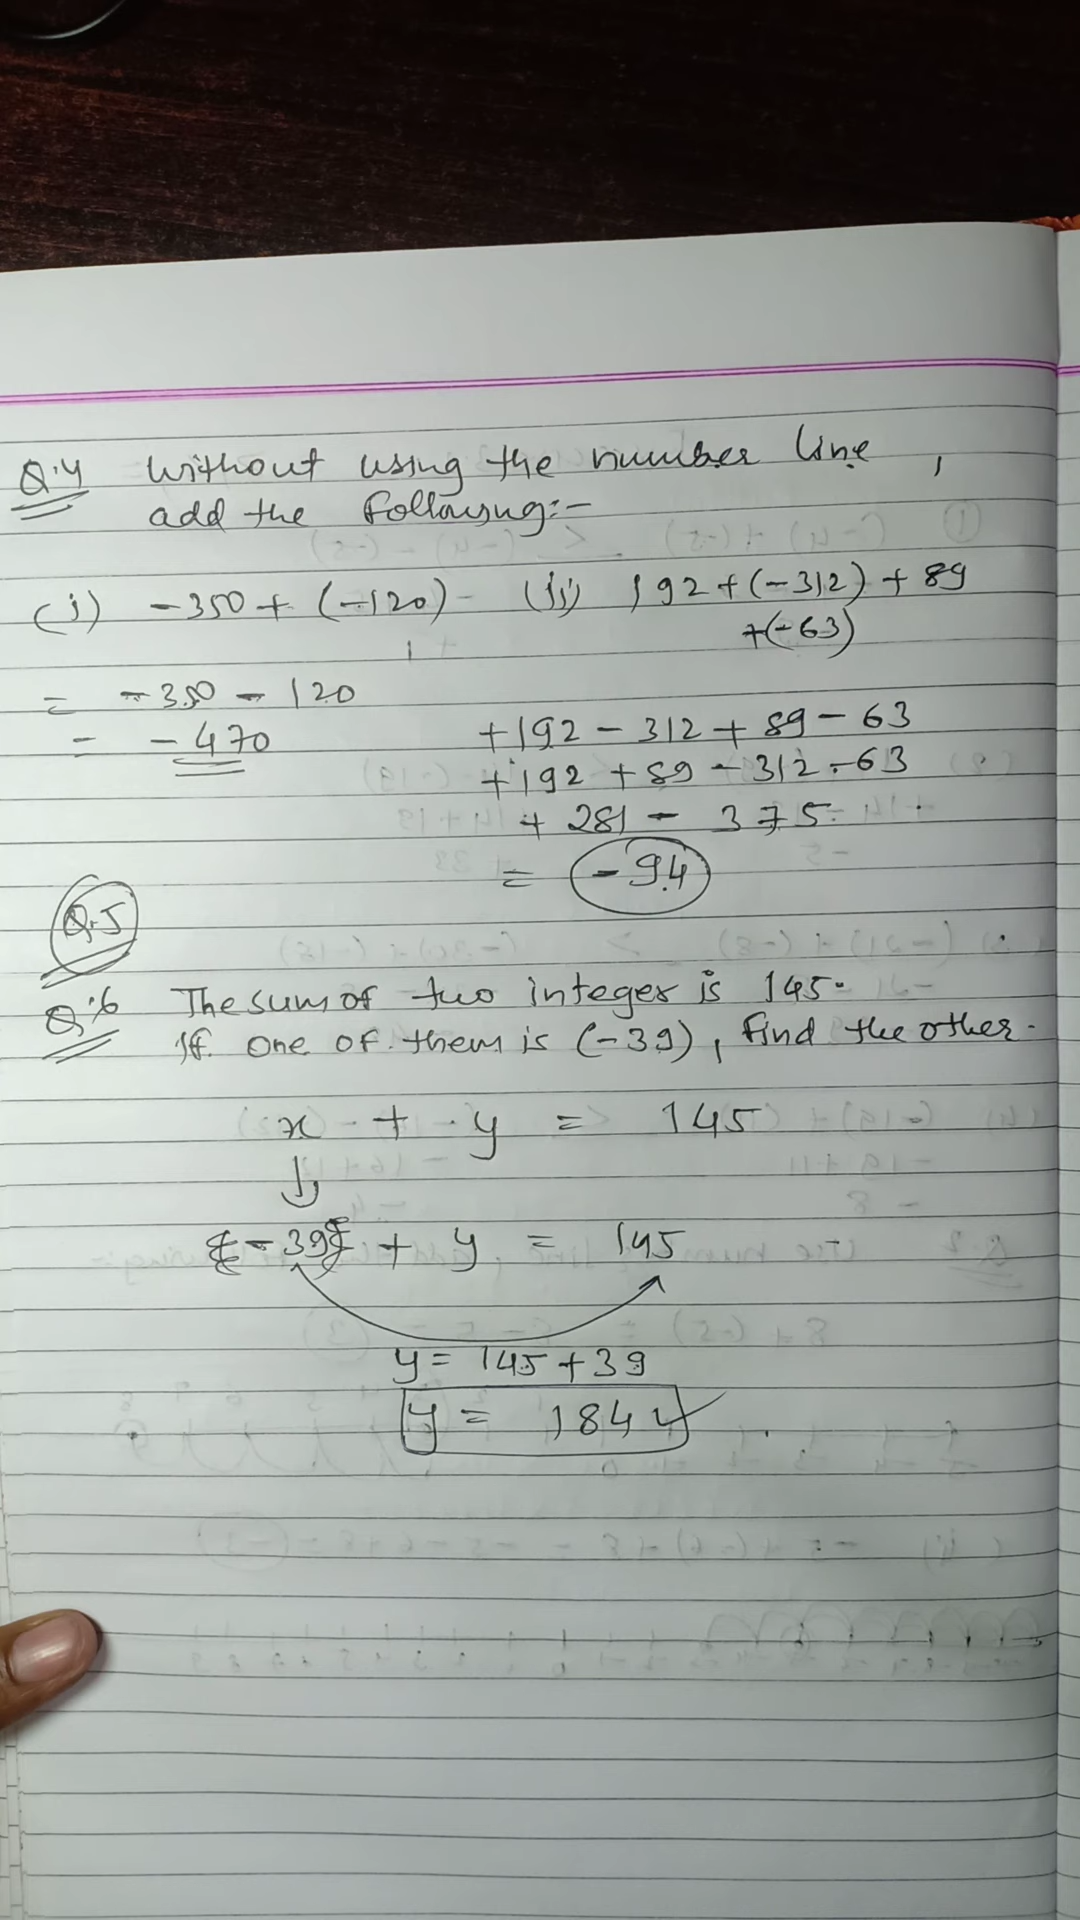 Q.4 Without using the number line,
add the following:-
(i) -350 + (-120) - (ii) 192 + (-312) + 89
+(-63)
= -350 - 120
= -470
+192 - 312 + 89 - 63
+192 + 89 - 312 - 63
+ 281 - 375
= -94
Q.5
Q.6 The sum of two integer is 145.
If one of them is (-39), find the other.
x + y = 145
{-39} + y = 145
y = 145 + 39
y = 184